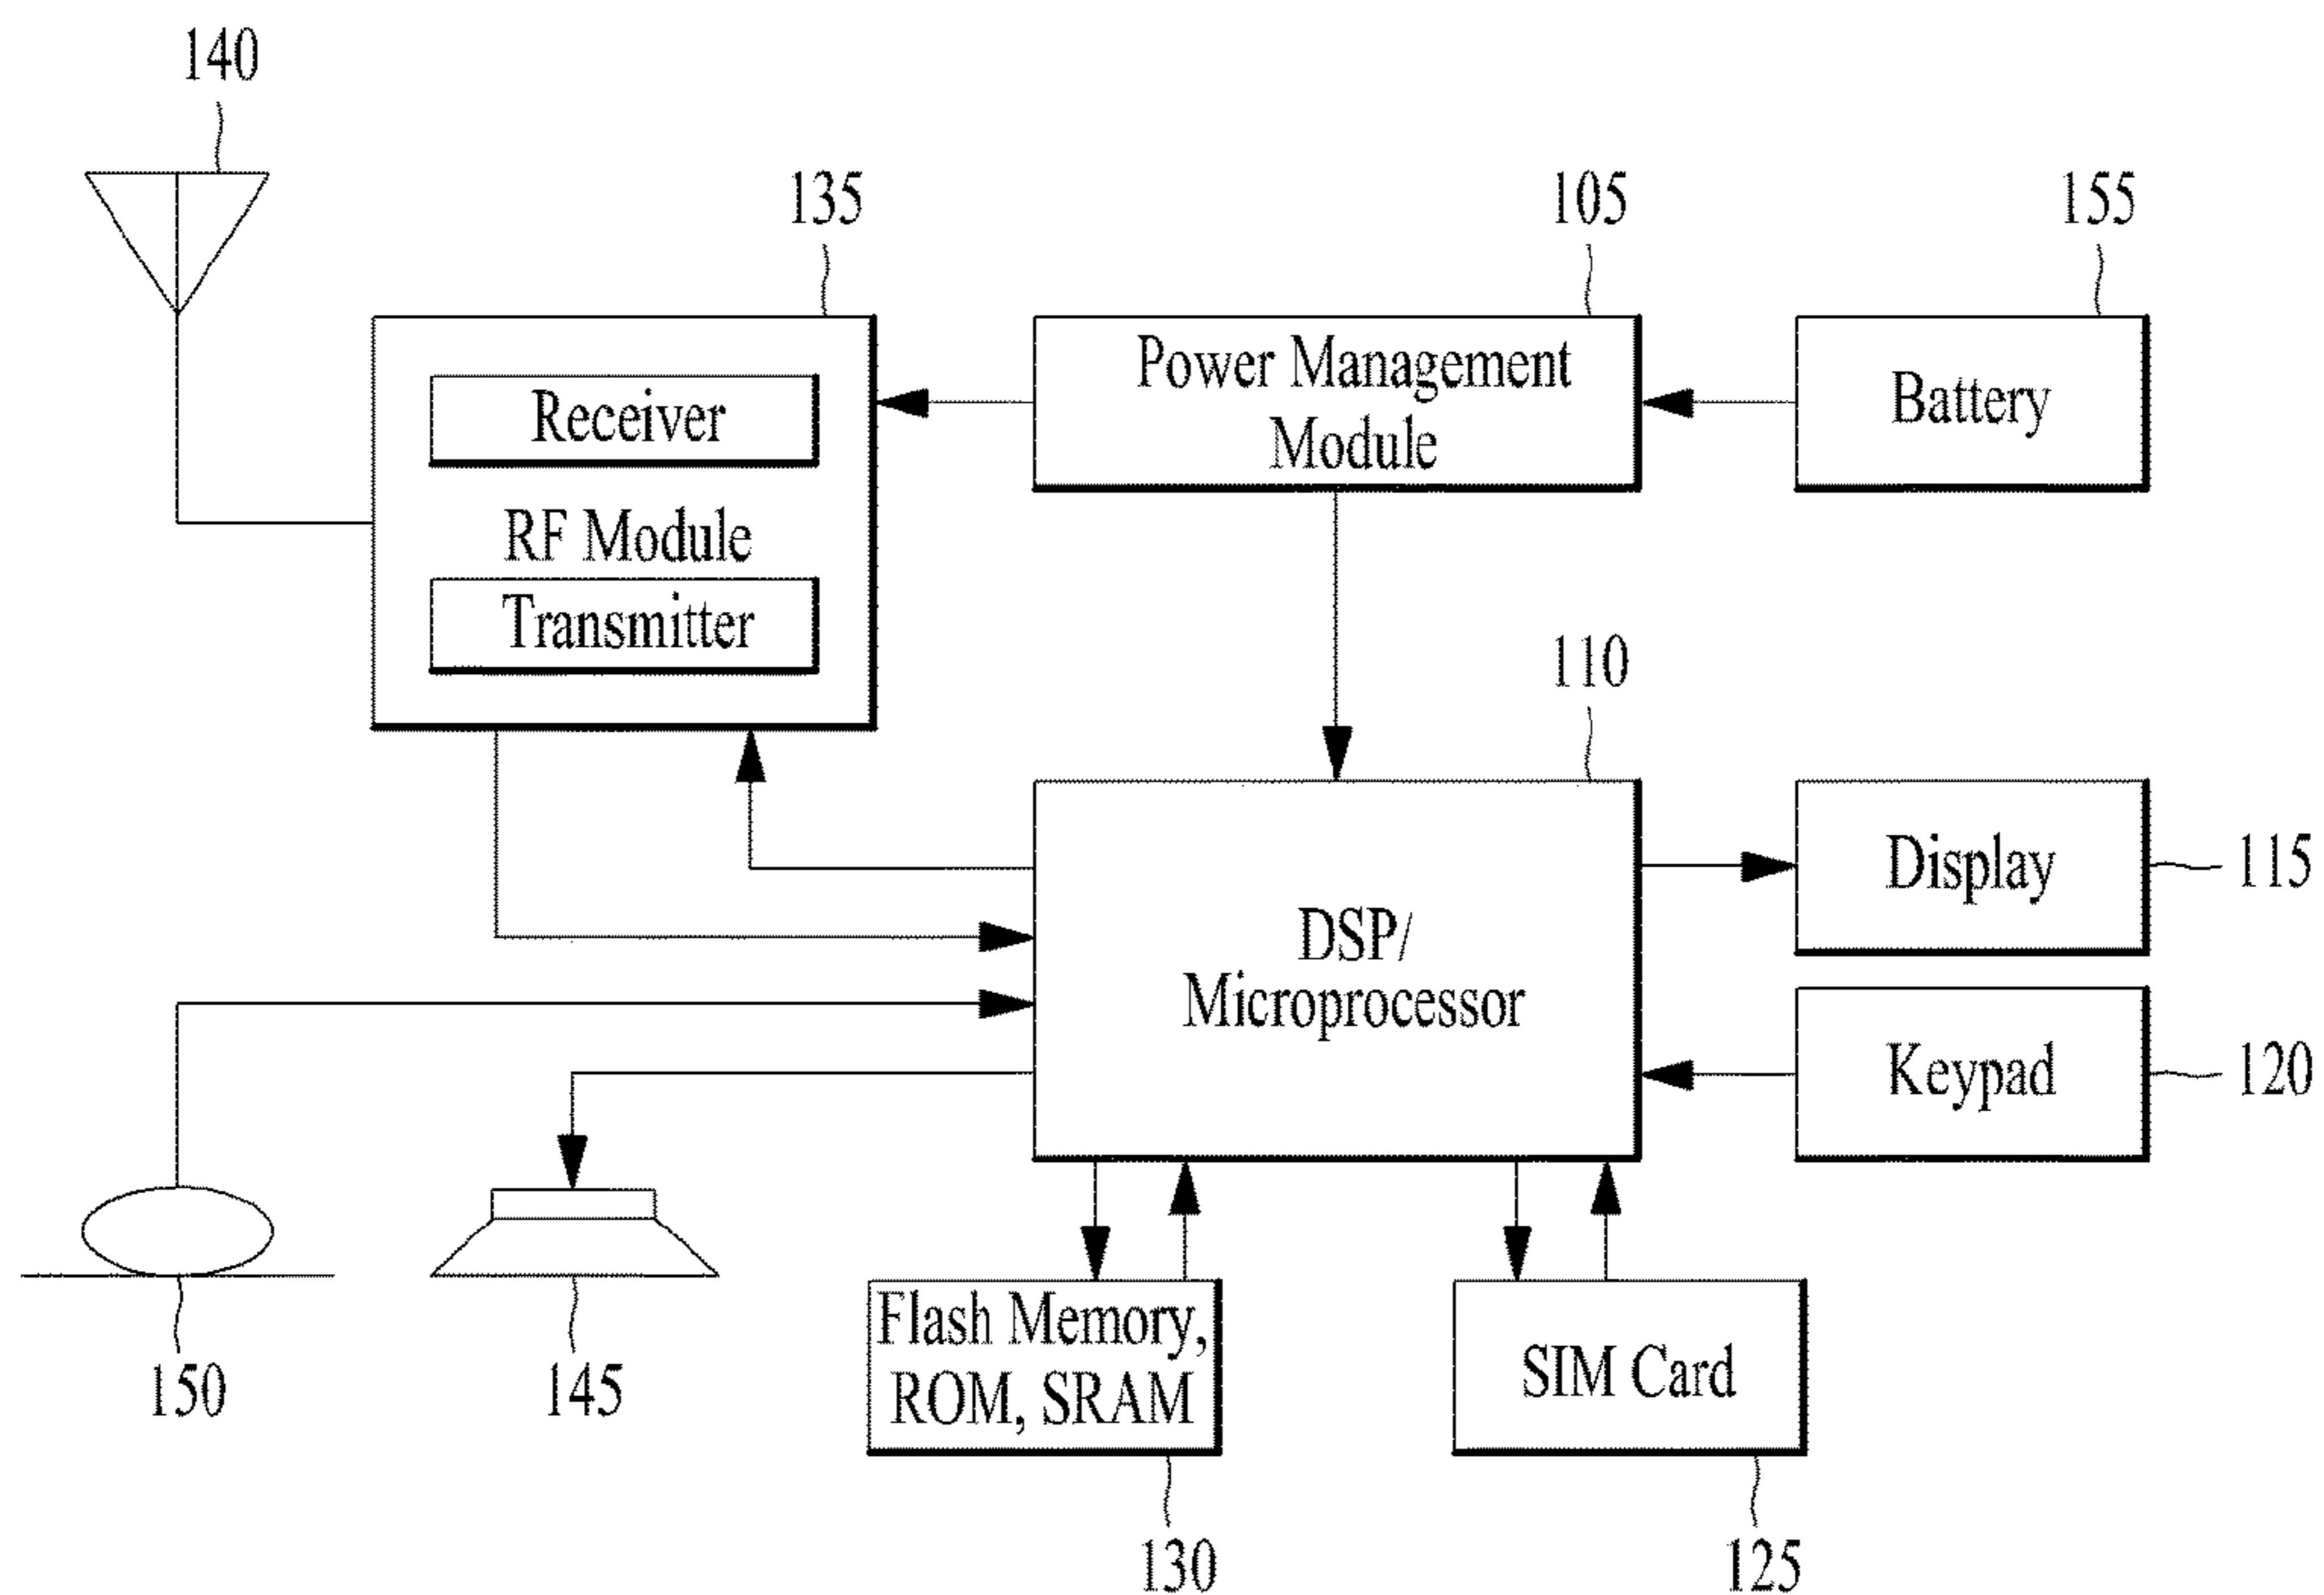 140
135
105
155
Receiver
RF Module
Transmitter
Power Management
Module
Battery
110
DSP/
Microprocessor
Display
115
Keypad
120
150
145
Flash Memory,
ROM, SRAM
SIM Card
130
125